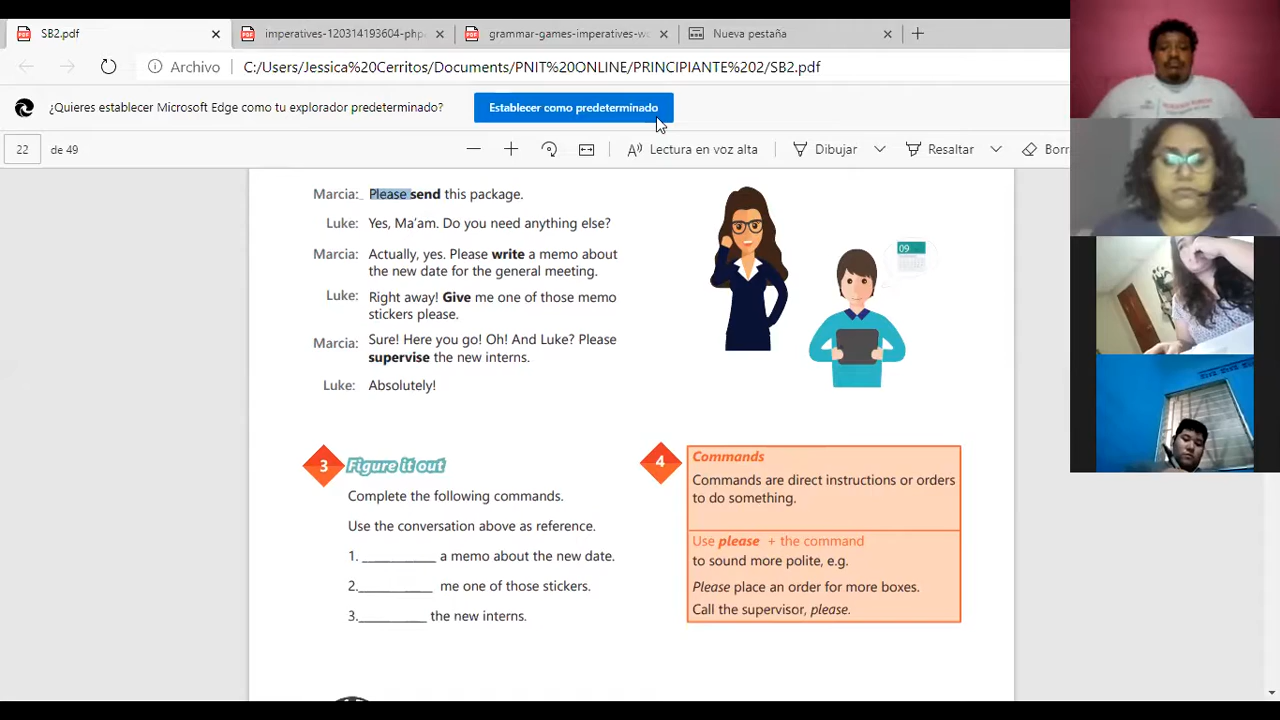 SB2.pdf
imperatives-120314193604-php
grammar-games-imperatives-wo
Nueva pestaña
Archivo
C:/Users/Jessica%20Cerritos/Documents/PNIT%20ONLINE/PRINCIPIANTE%202/SB2.pdf
¿Quieres establecer Microsoft Edge como tu explorador predeterminado?
Establecer como predeterminado
22 de 49
Lectura en voz alta
Dibujar
Resaltar
Borr
Marcia: Please send this package.
Luke: Yes, Ma'am. Do you need anything else?
Marcia: Actually, yes. Please write a memo about
the new date for the general meeting.
Luke: Right away! Give me one of those memo
stickers please.
Marcia: Sure! Here you go! Oh! And Luke? Please
supervise the new interns.
Luke: Absolutely!
09
3 Figure it out
Complete the following commands.
Use the conversation above as reference.
1. __________ a memo about the new date.
2.__________ me one of those stickers.
3.__________ the new interns.
4
Commands
Commands are direct instructions or orders
to do something.
Use please + the command
to sound more polite, e.g.
Please place an order for more boxes.
Call the supervisor, please.